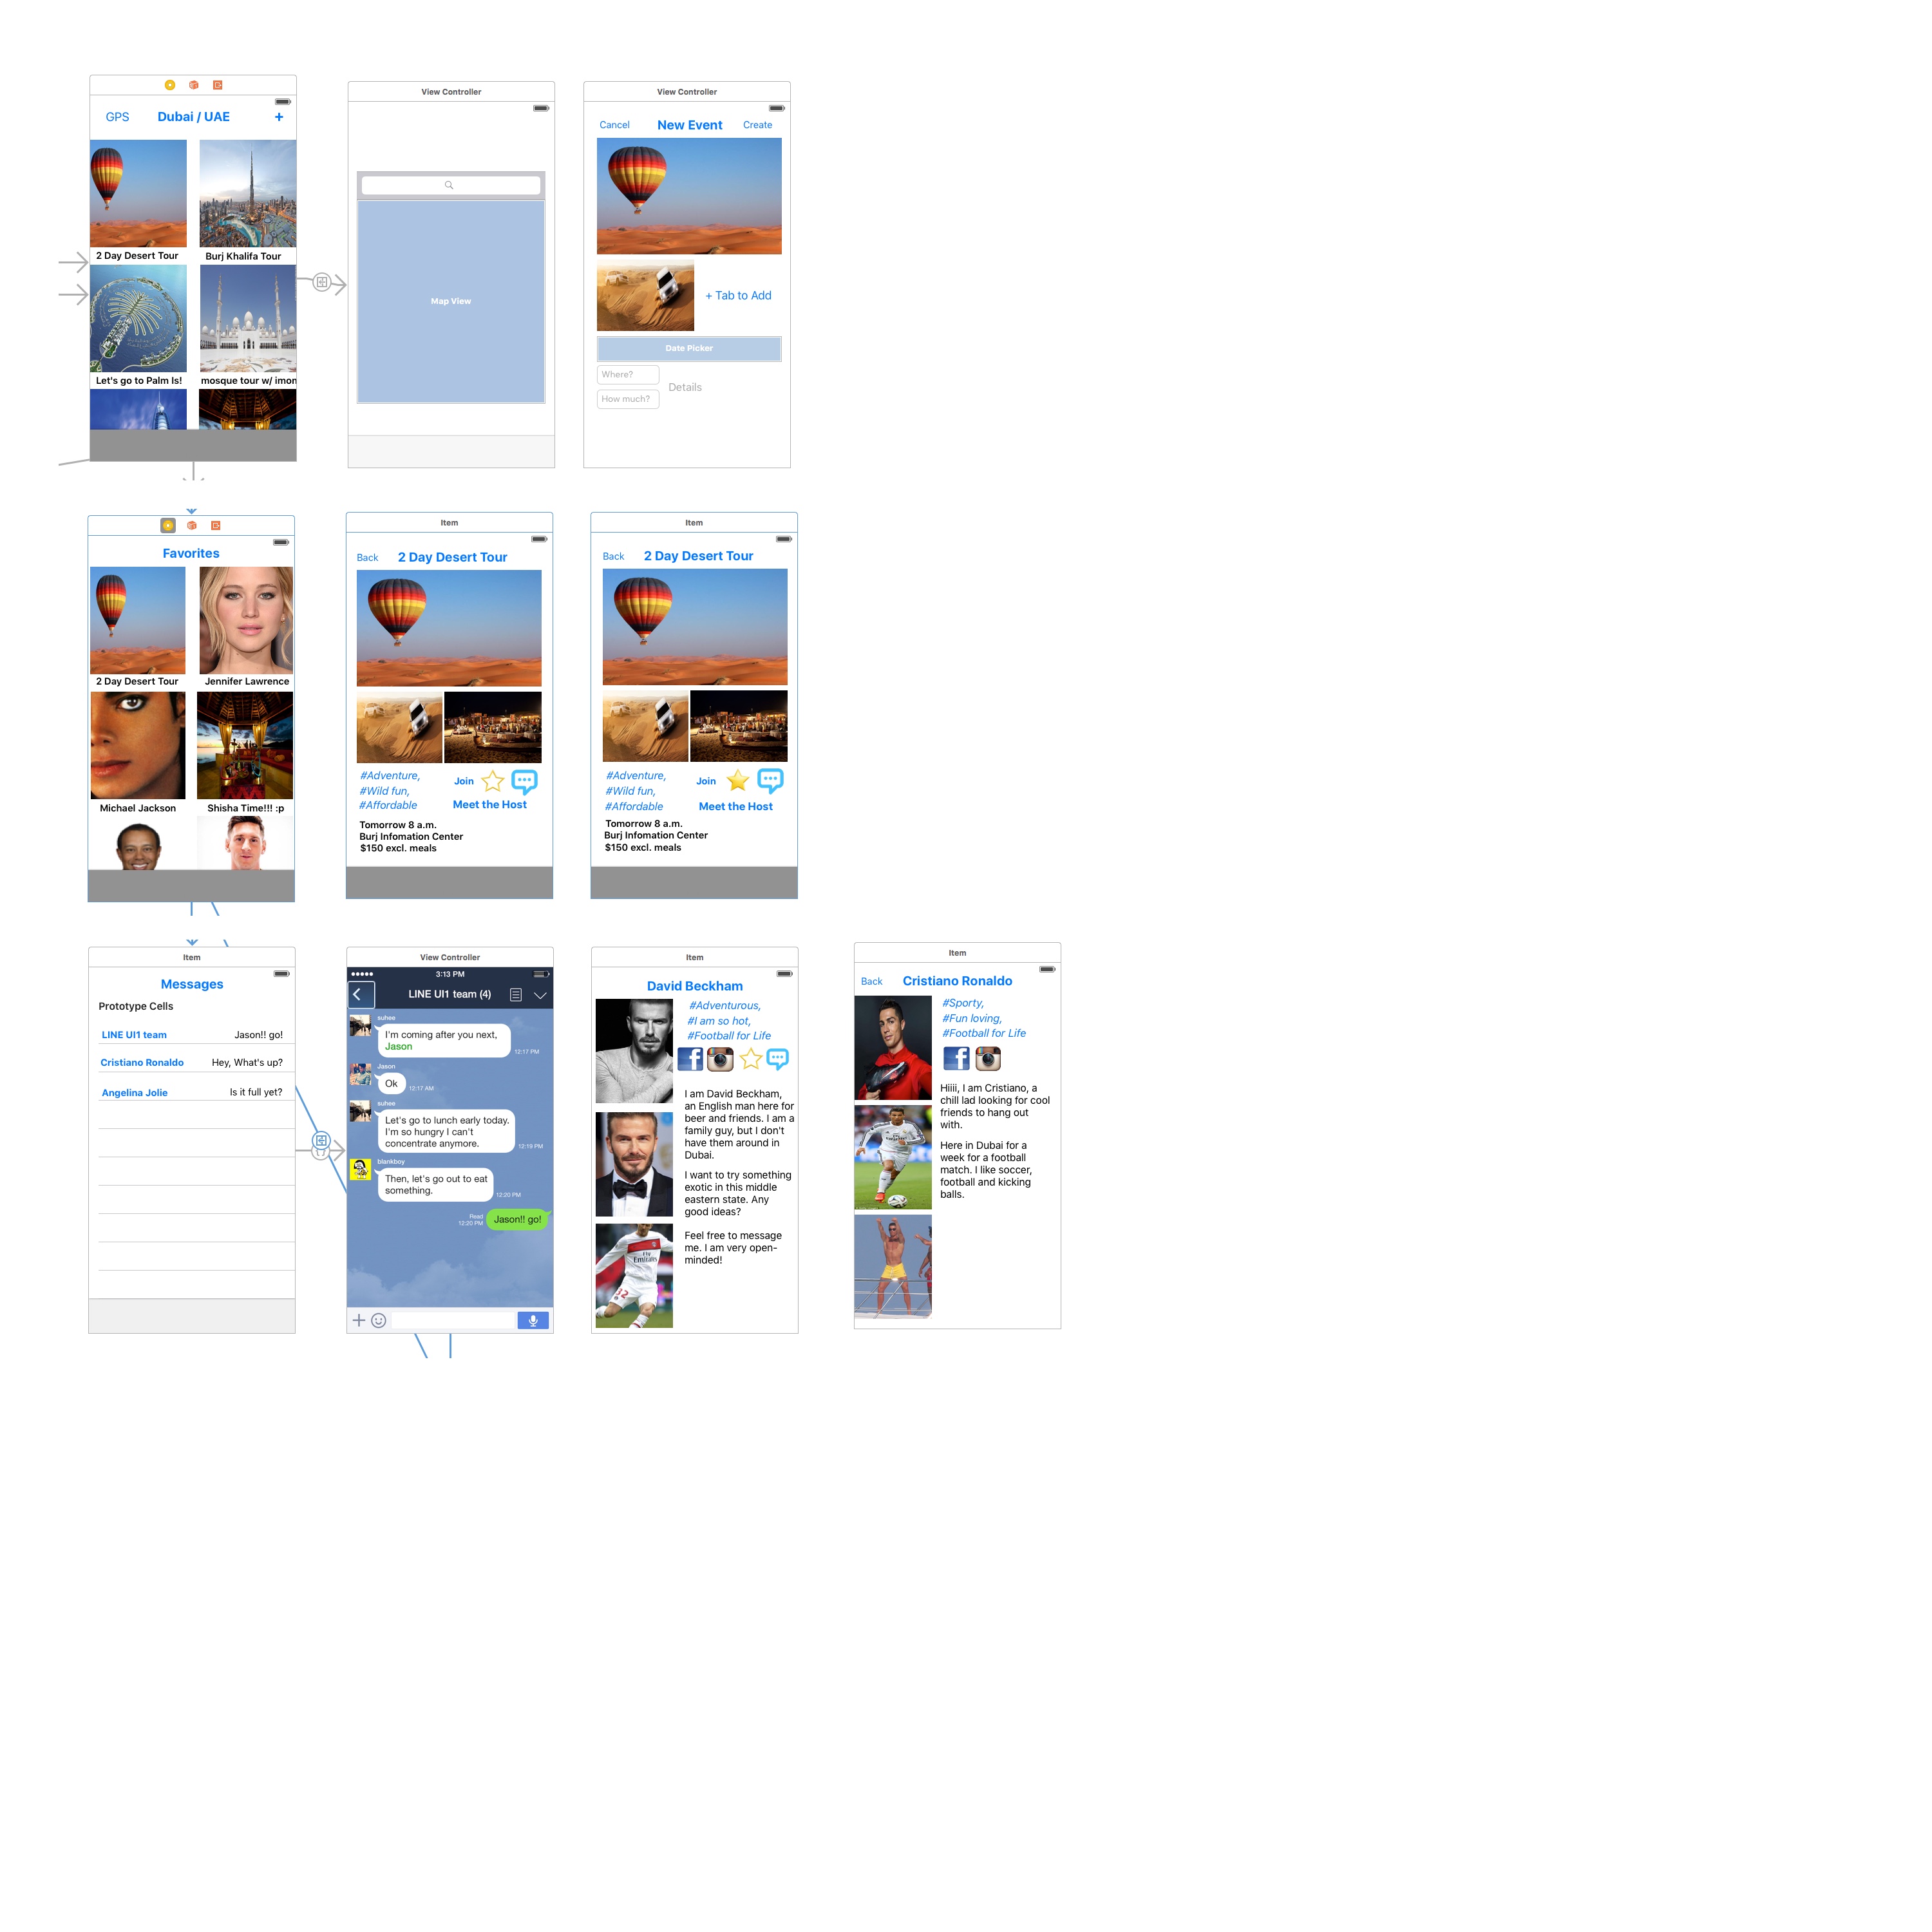 GPS Dubai / UAE +
2 Day Desert Tour
Burj Khalifa Tour
Let's go to Palm Is!
mosque tour w/ imon
View Controller
Map View
View Controller
Cancel New Event Create
+ Tab to Add
Date Picker
Where?
Details
How much?
Favorites
2 Day Desert Tour
Jennifer Lawrence
Michael Jackson
Shisha Time!!! :p
Item
Back 2 Day Desert Tour
#Adventure,
#Wild fun,
#Affordable
Join
Meet the Host
Tomorrow 8 a.m.
Burj Infomation Center
$150 excl. meals
Item
Back 2 Day Desert Tour
#Adventure,
#Wild fun,
#Affordable
Join
Meet the Host
Tomorrow 8 a.m.
Burj Infomation Center
$150 excl. meals
Item
Messages
Prototype Cells
LINE UI1 team Jason!! go!
Cristiano Ronaldo Hey, What's up?
Angelina Jolie Is it full yet?
View Controller
3:13 PM
LINE UI1 team (4)
suhee
I'm coming after you next,
Jason
12:17 PM
Jason
Ok
12:17 AM
suhee
Let's go to lunch early today.
I'm so hungry I can't
concentrate anymore.
12:18 PM
blankboy
Then, let's go out to eat
something.
12:20 PM
Read
12:20 PM
Jason!! go!
Item
David Beckham
#Adventurous,
#I am so hot,
#Football for Life
I am David Beckham,
an English man here for
beer and friends. I am a
family guy, but I don't
have them around in
Dubai.
I want to try something
exotic in this middle
eastern state. Any
good ideas?
Feel free to message
me. I am very open-
minded!
Fly
Emirates
Item
Back Cristiano Ronaldo
#Sporty,
#Fun loving,
#Football for Life
Hiiii, I am Cristiano, a
chill lad looking for cool
friends to hang out
with.
Here in Dubai for a
week for a football
match. I like soccer,
football and kicking
balls.